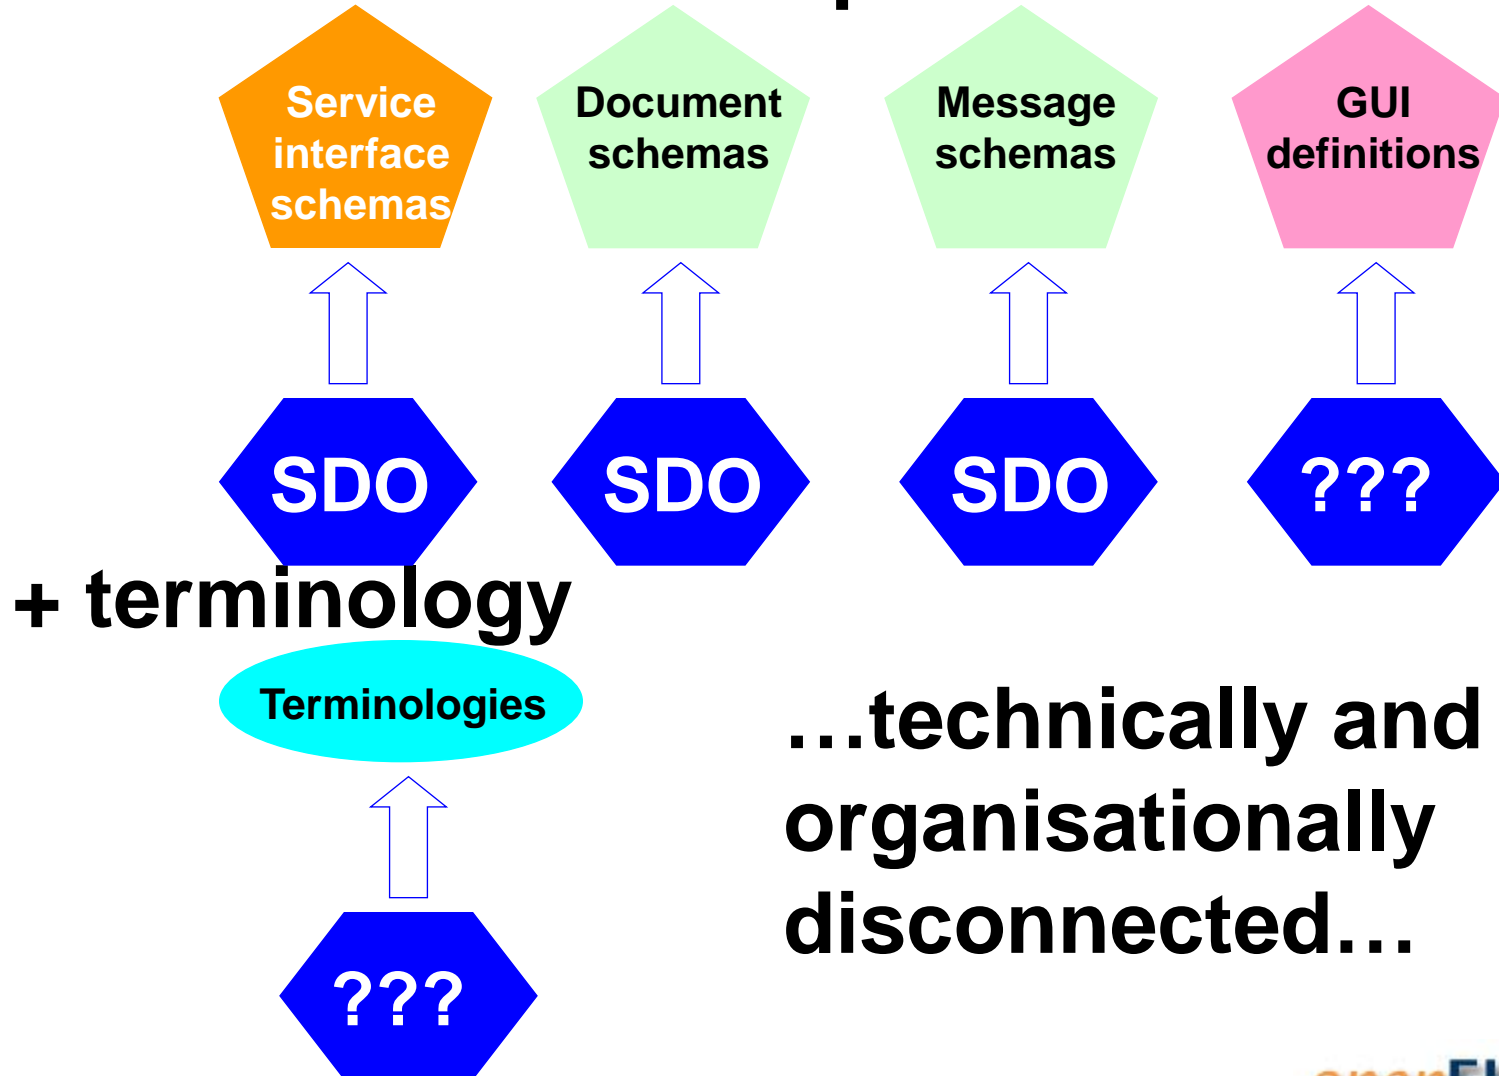 Service
interface
schemas
Document
schemas
Message
schemas
GUI
definitions
SDO
SDO
SDO
???
+ terminology
Terminologies
…technically and
organisationally
disconnected…
???